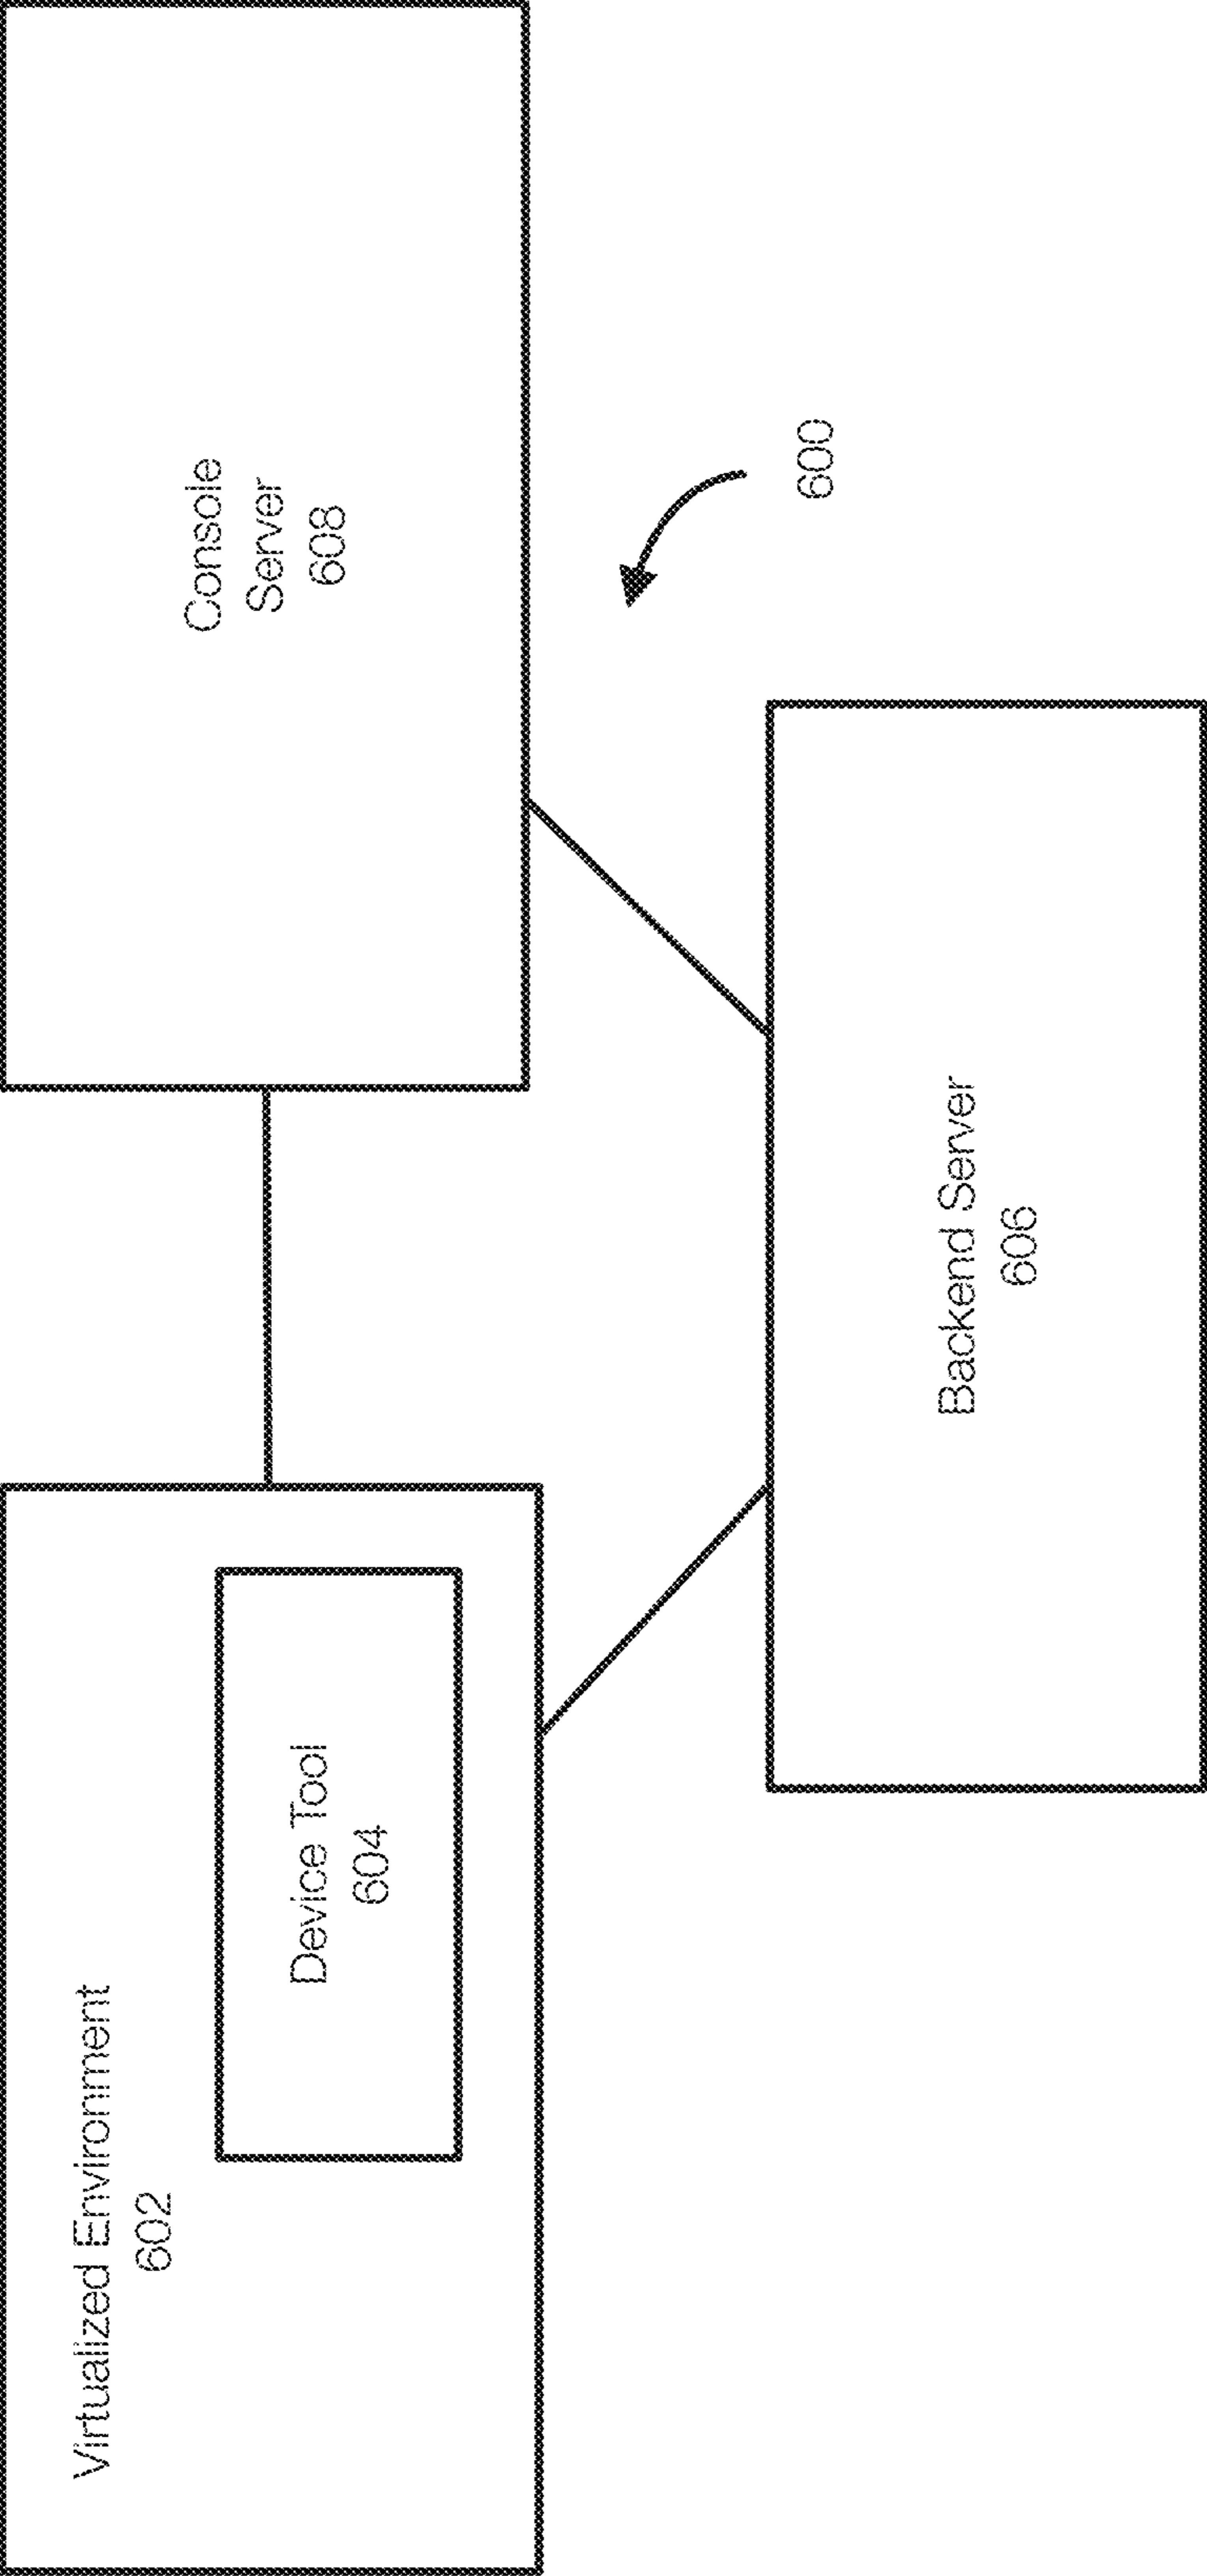 Virtualized Environment
602
Device Tool
604
Console
Server
608
600
Backend Server
606